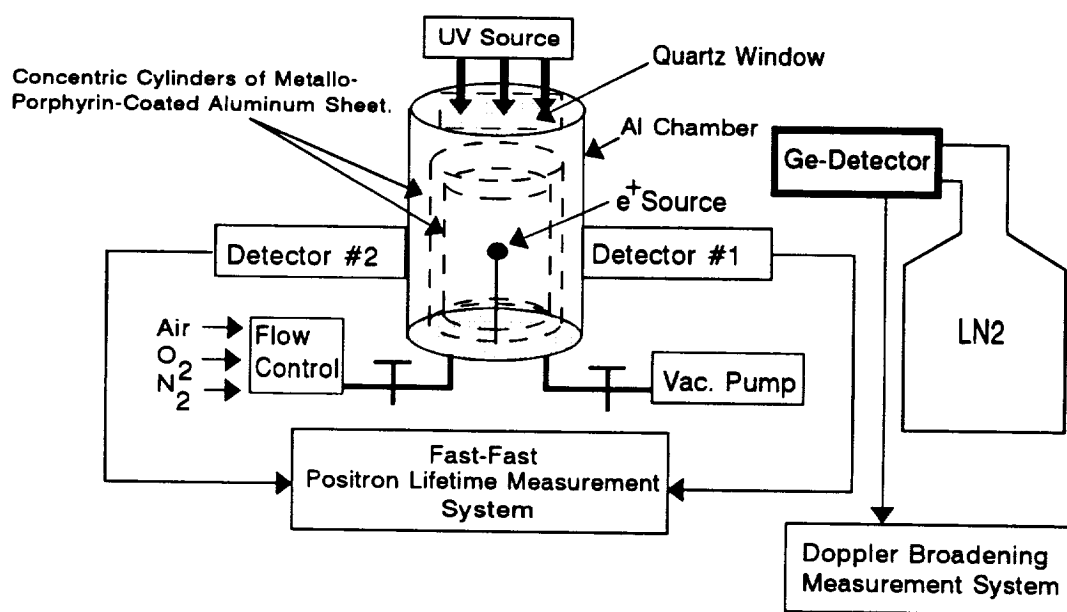 UV Source
Quartz Window
Concentric Cylinders of Metallo-
Porphyrin-Coated Aluminum Sheet.
Al Chamber
Ge-Detector
e+ Source
Detector #2
Detector #1
Air
O2
N2
Flow
Control
Vac. Pump
LN2
Fast-Fast
Positron Lifetime Measurement
System
Doppler Broadening
Measurement System